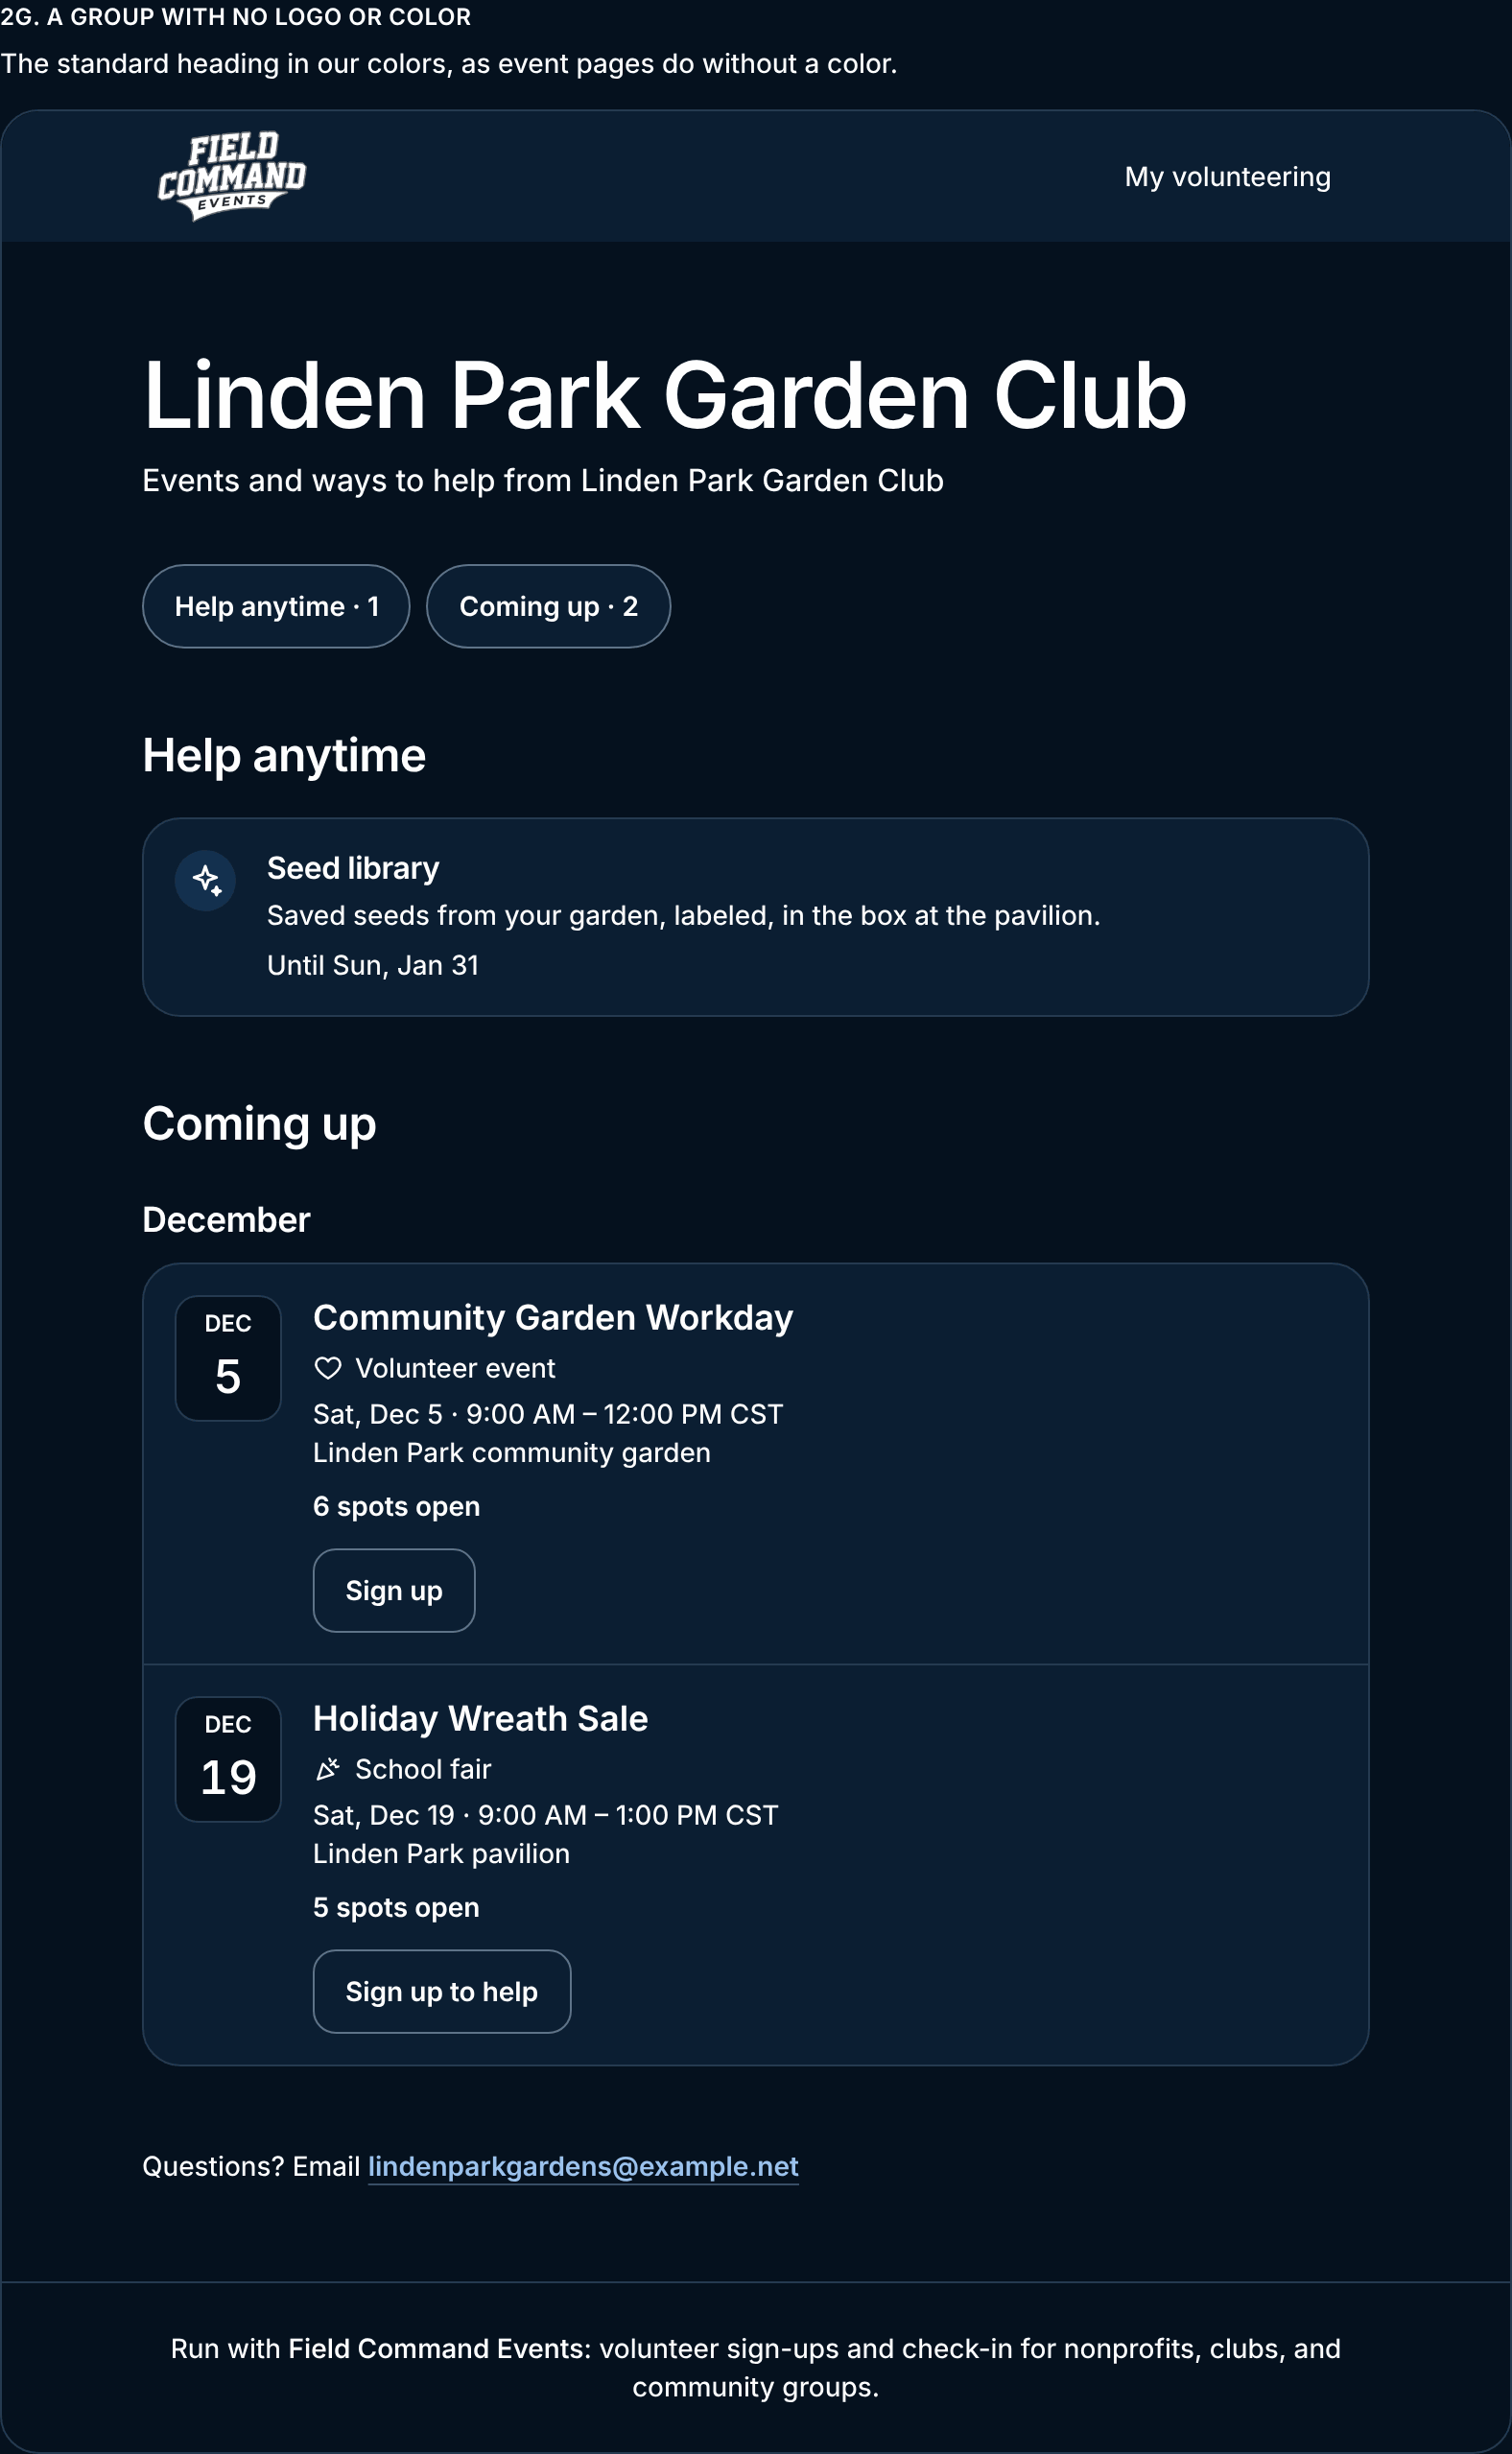 2G. A GROUP WITH NO LOGO OR COLOR
The standard heading in our colors, as event pages do without a color.
FIELD
COMMAND
EVENTS
My volunteering
Linden Park Garden Club
Events and ways to help from Linden Park Garden Club
Help anytime · 1
Coming up · 2
Help anytime
Seed library
Saved seeds from your garden, labeled, in the box at the pavilion.
Until Sun, Jan 31
Coming up
December
DEC
5
Community Garden Workday
Volunteer event
Sat, Dec 5 · 9:00 AM – 12:00 PM CST
Linden Park community garden
6 spots open
Sign up
DEC
19
Holiday Wreath Sale
School fair
Sat, Dec 19 · 9:00 AM – 1:00 PM CST
Linden Park pavilion
5 spots open
Sign up to help
Questions? Email lindenparkgardens@example.net
Run with Field Command Events: volunteer sign-ups and check-in for nonprofits, clubs, and
community groups.